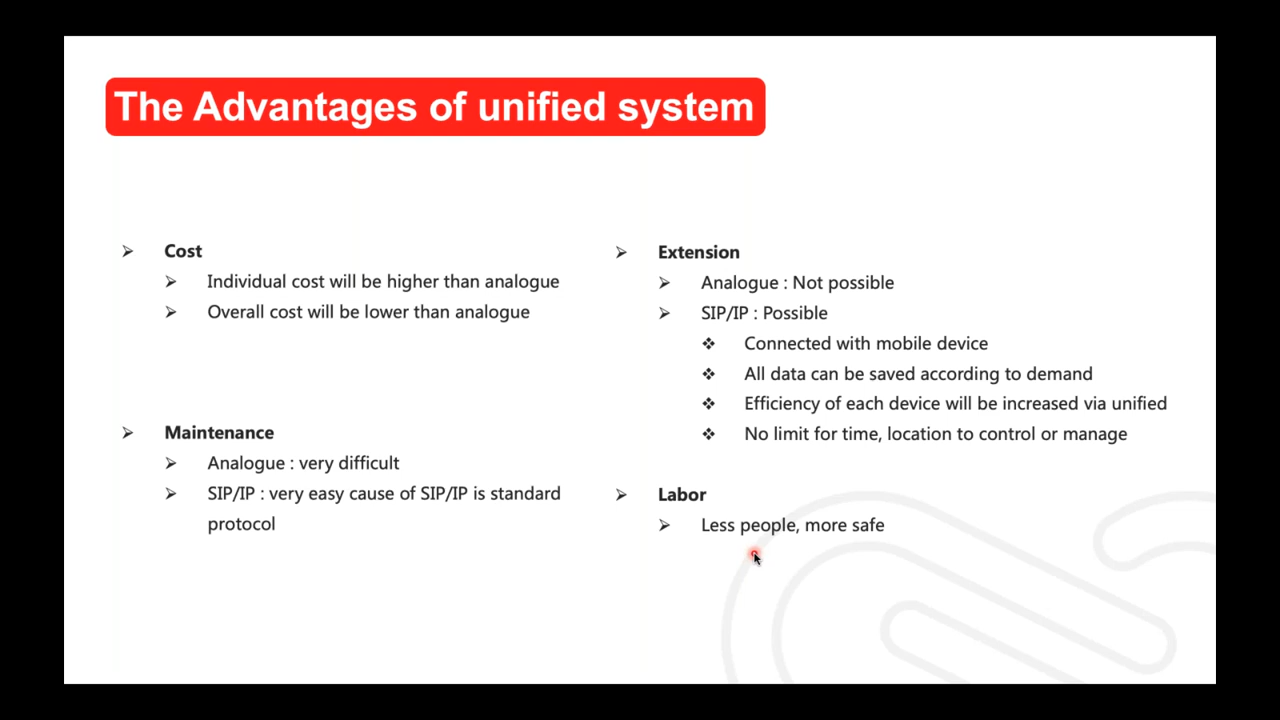 The Advantages of unified system
Cost
Individual cost will be higher than analogue
Overall cost will be lower than analogue
Maintenance
Analogue : very difficult
SIP/IP : very easy cause of SIP/IP is standard
protocol
Extension
Analogue : Not possible
SIP/IP : Possible
Connected with mobile device
All data can be saved according to demand
Efficiency of each device will be increased via unified
No limit for time, location to control or manage
Labor
Less people, more safe